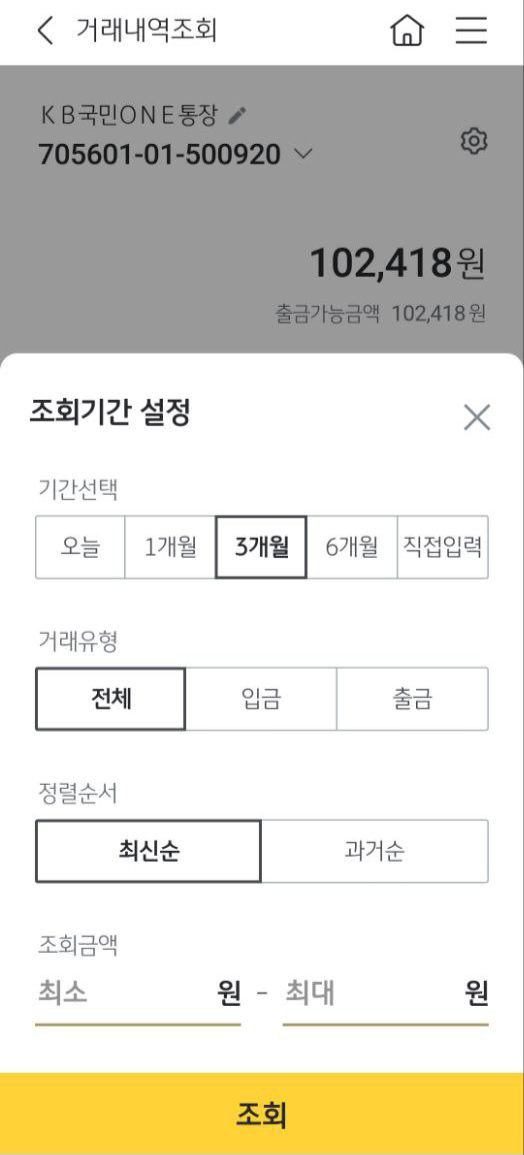 거래내역조회
KB국민ONE통장
705601-01-500920
102,418원
출금가능금액 102,418원
조회기간 설정
기간선택
오늘 1개월 3개월 6개월 직접입력
거래유형
전체 입금 출금
정렬순서
최신순 과거순
조회금액
최소 원 - 최대 원
조회